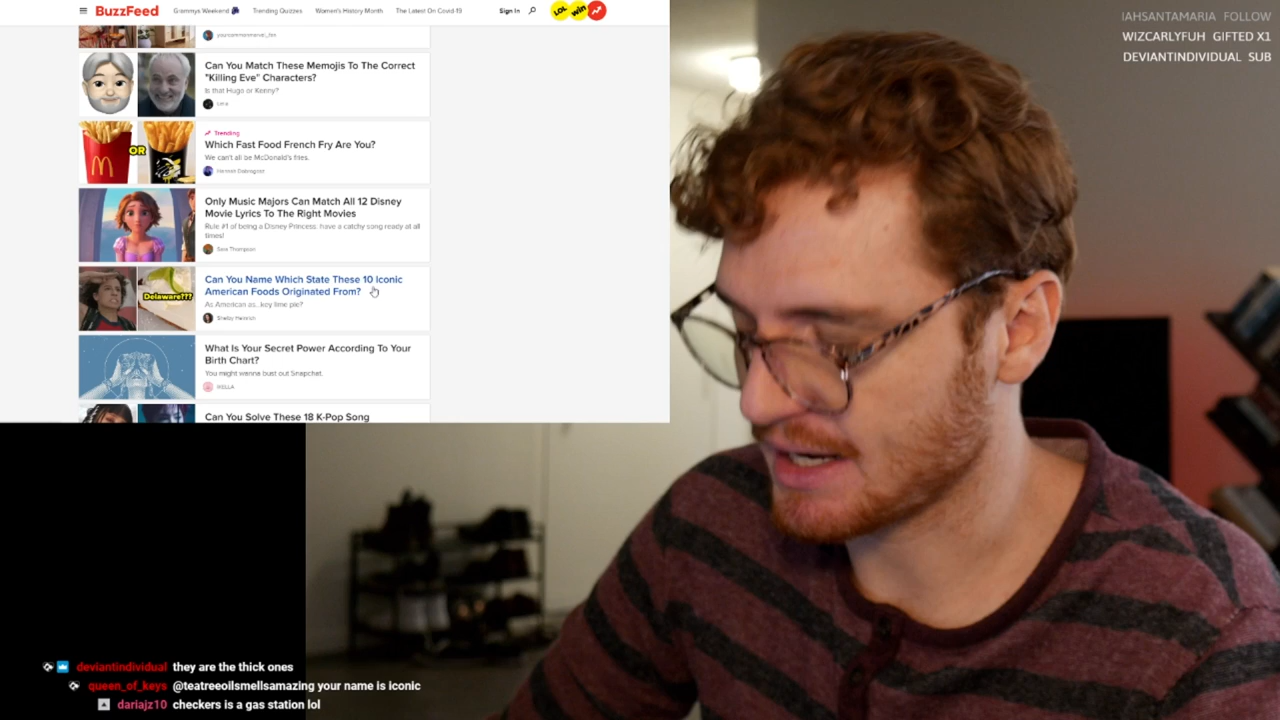 BuzzFeed
Grammys Weekend
Trending Quizzes
Women's History Month
The Latest On Covid-19
Sign In
LOL
win
yourcommonmarvel_fan
Can You Match These Memojis To The Correct
"Killing Eve" Characters?
Is that Hugo or Kenny?
Trending
Which Fast Food French Fry Are You?
We can't all be McDonald's fries.
OR
Only Music Majors Can Match All 12 Disney
Movie Lyrics To The Right Movies
Rule #1 of being a Disney Princess: have a catchy song ready at all
times!
Can You Name Which State These 10 Iconic
American Foods Originated From?
As American as...key lime pie?
Shelby Heinrich
Delaware???
What Is Your Secret Power According To Your
Birth Chart?
You might wanna bust out Snapchat.
Can You Solve These 18 K-Pop Song
IAHSANTAMARIA FOLLOW
WIZCARLYFUH GIFTED X1
DEVIANTINDIVIDUAL SUB
deviantindividual they are the thick ones
queen_of_keys @teatreeoilsmellsamazing your name is iconic
dariajz10 checkers is a gas station lol